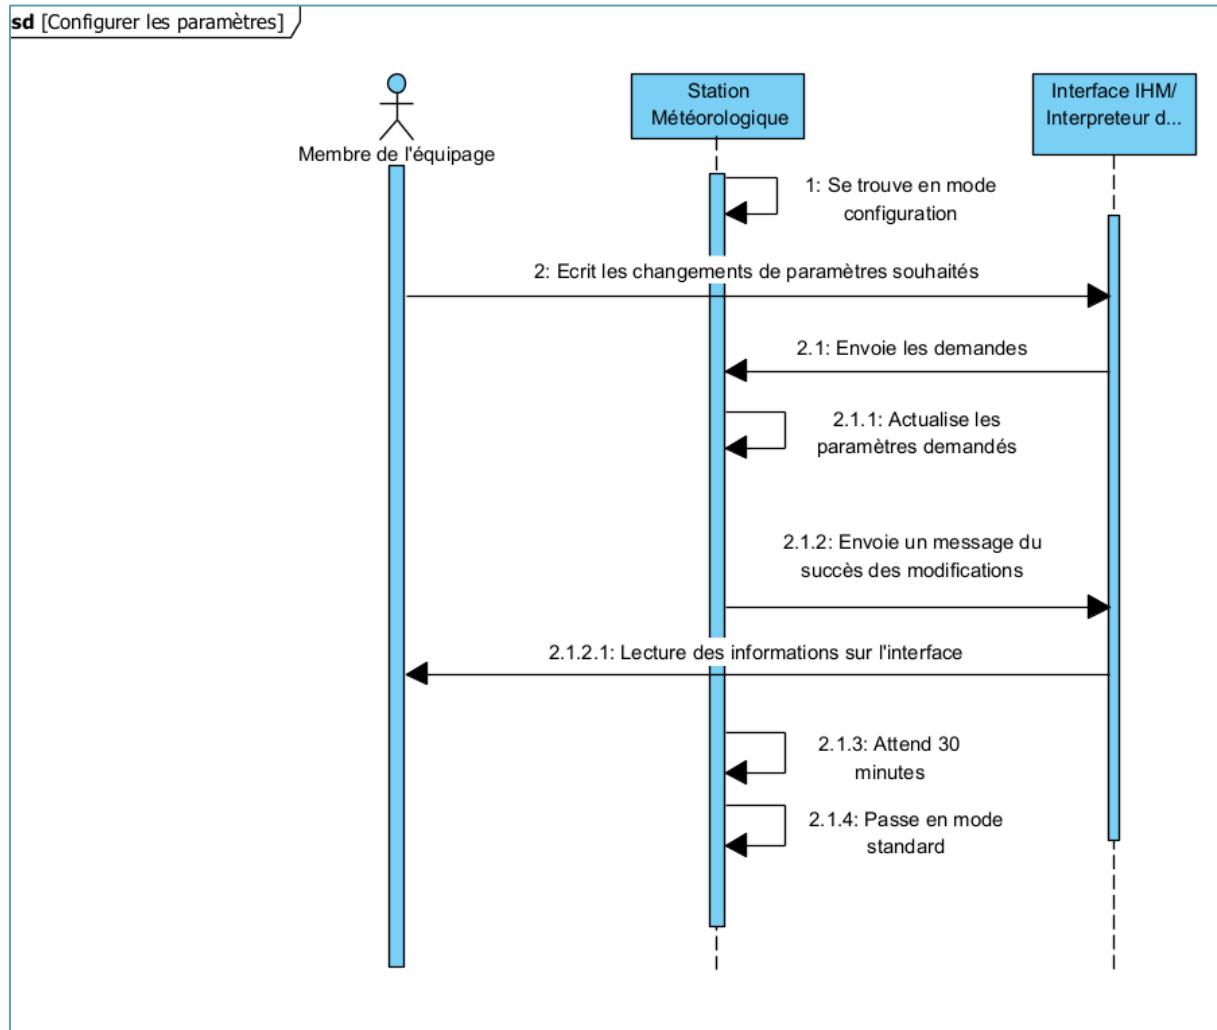 sd [Configurer les paramètres]
Station
Météorologique
Interface IHM/
Interpreteur d...
Membre de l'équipage
1: Se trouve en mode
configuration
2: Ecrit les changements de paramètres souhaités
2.1: Envoie les demandes
2.1.1: Actualise les
paramètres demandés
2.1.2: Envoie un message du
succès des modifications
2.1.2.1: Lecture des informations sur l'interface
2.1.3: Attend 30
minutes
2.1.4: Passe en mode
standard